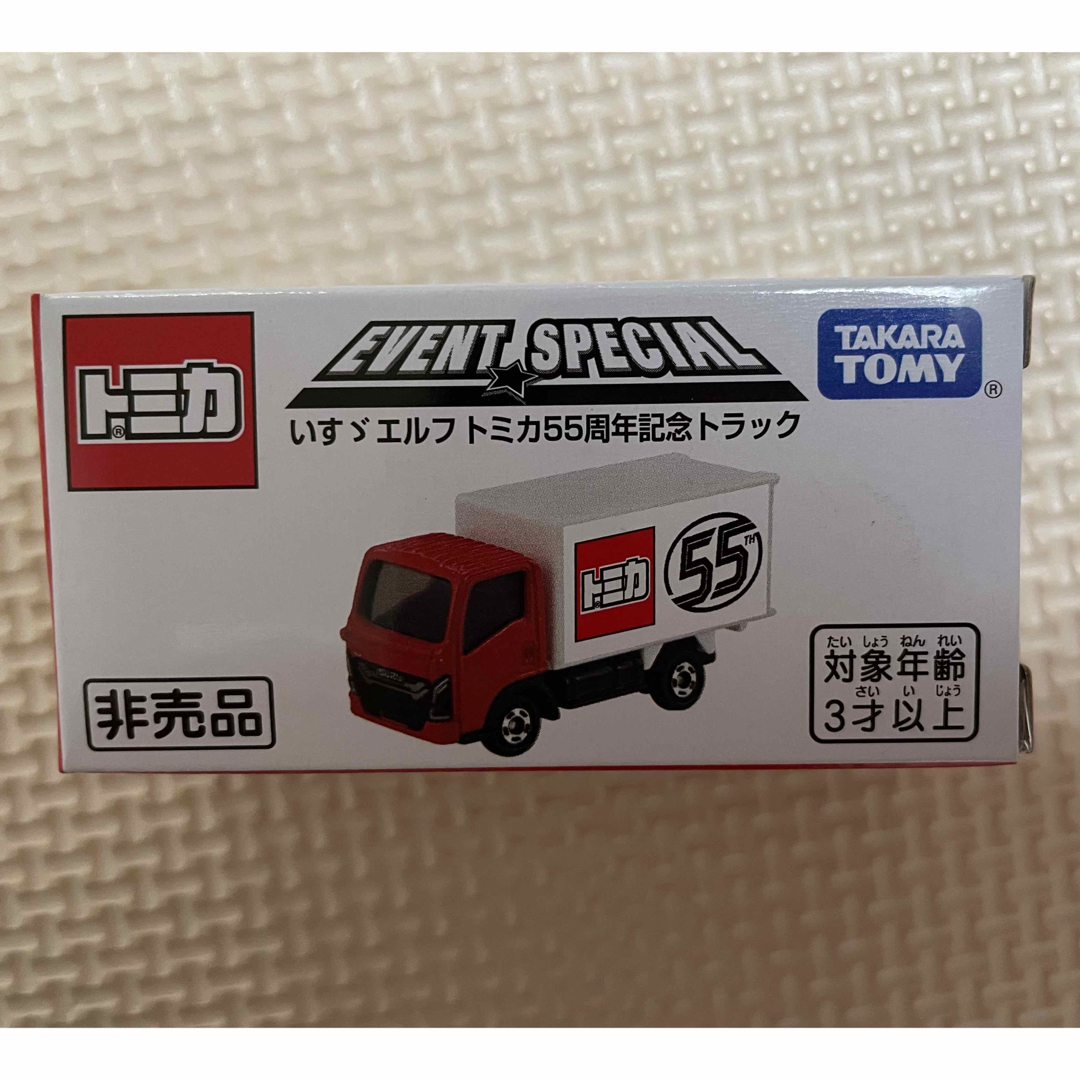 トミカ®
EVENT★SPECIAL
TAKARA
TOMY®
いすゞエルフ トミカ55周年記念トラック
トミカ®
55TH
ISUZU
非売品
たいしょうねんれい
対象年齢
さいいじょう
3才以上